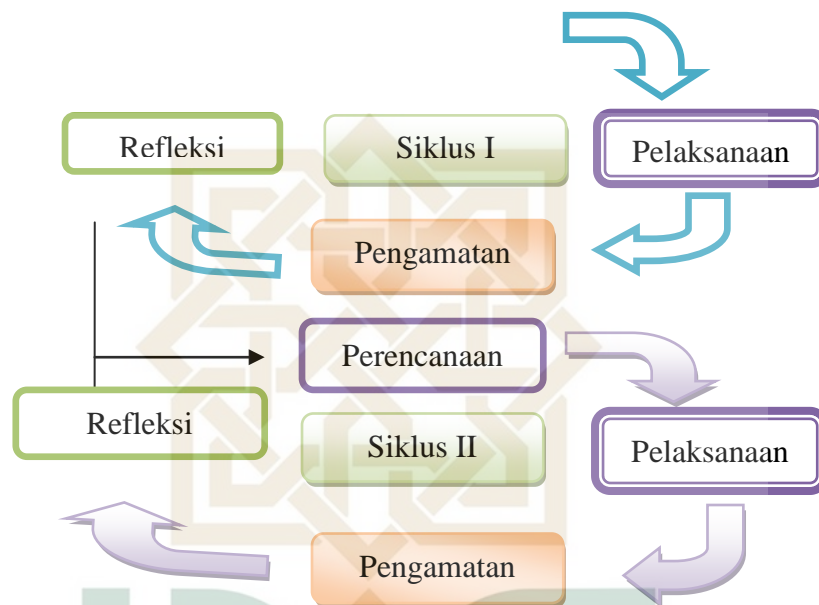 Refleksi
Siklus I
Pelaksanaan
Pengamatan
Perencanaan
Refleksi
Siklus II
Pelaksanaan
Pengamatan